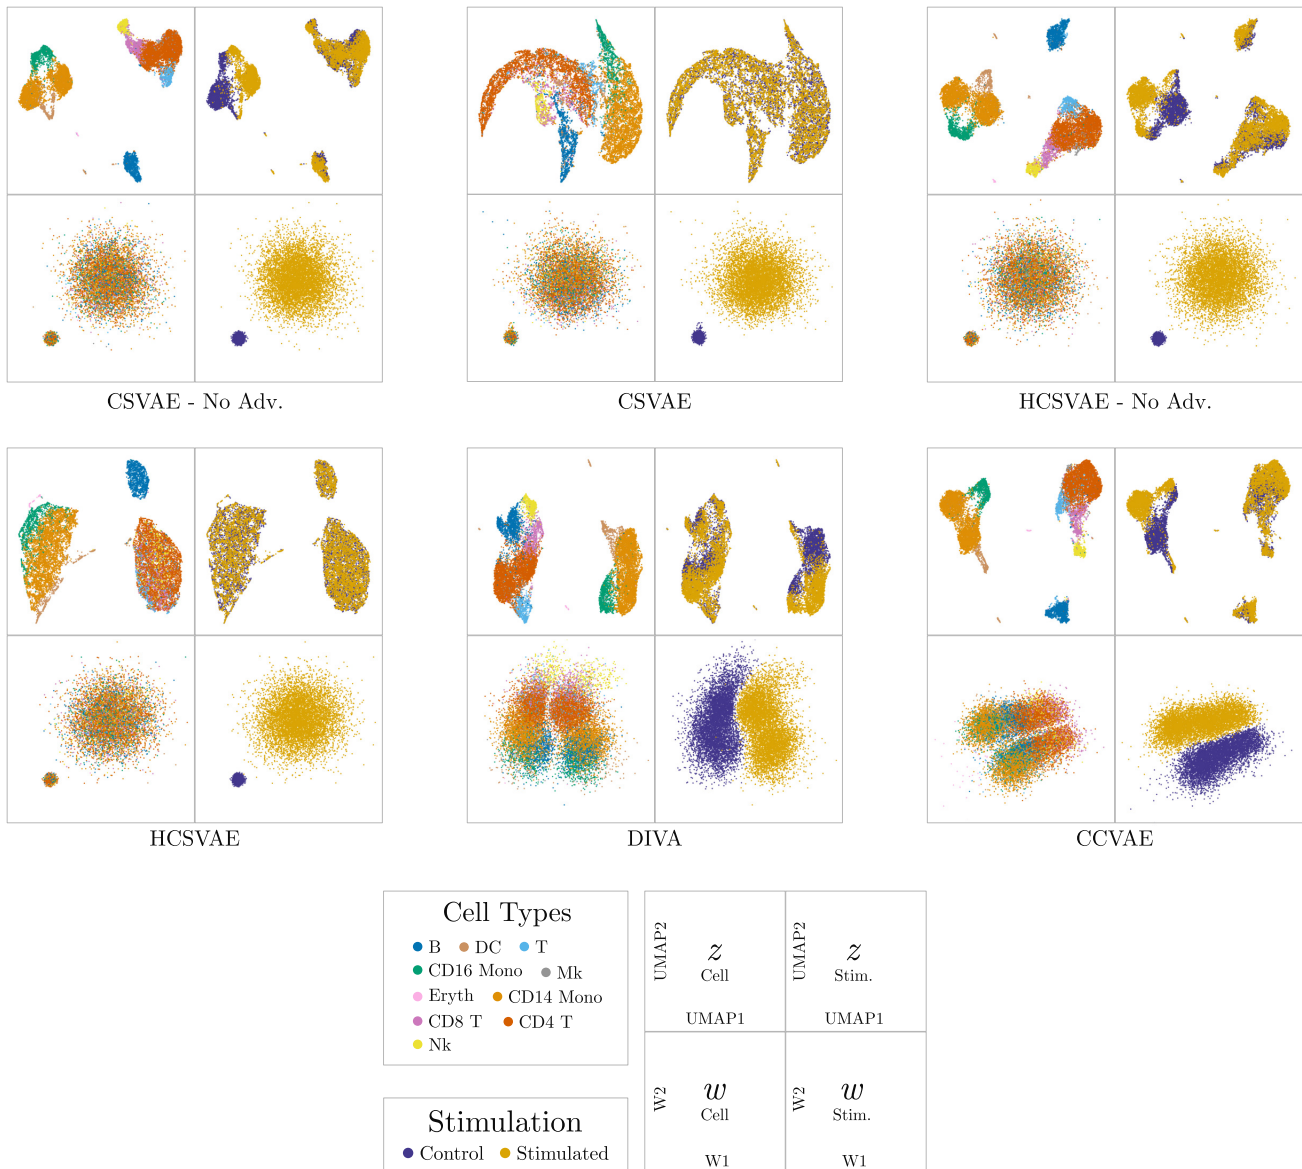 CSVAE - No Adv.
CSVAE
HCSVAE - No Adv.
HCSVAE
DIVA
CCVAE
Cell Types
B DC T
CD16 Mono Mk
Eryth CD14 Mono
CD8 T CD4 T
Nk
Stimulation
Control Stimulated
UMAP2
z
Cell
UMAP1
UMAP2
z
Stim.
UMAP1
W2
w
Cell
W1
W2
w
Stim.
W1